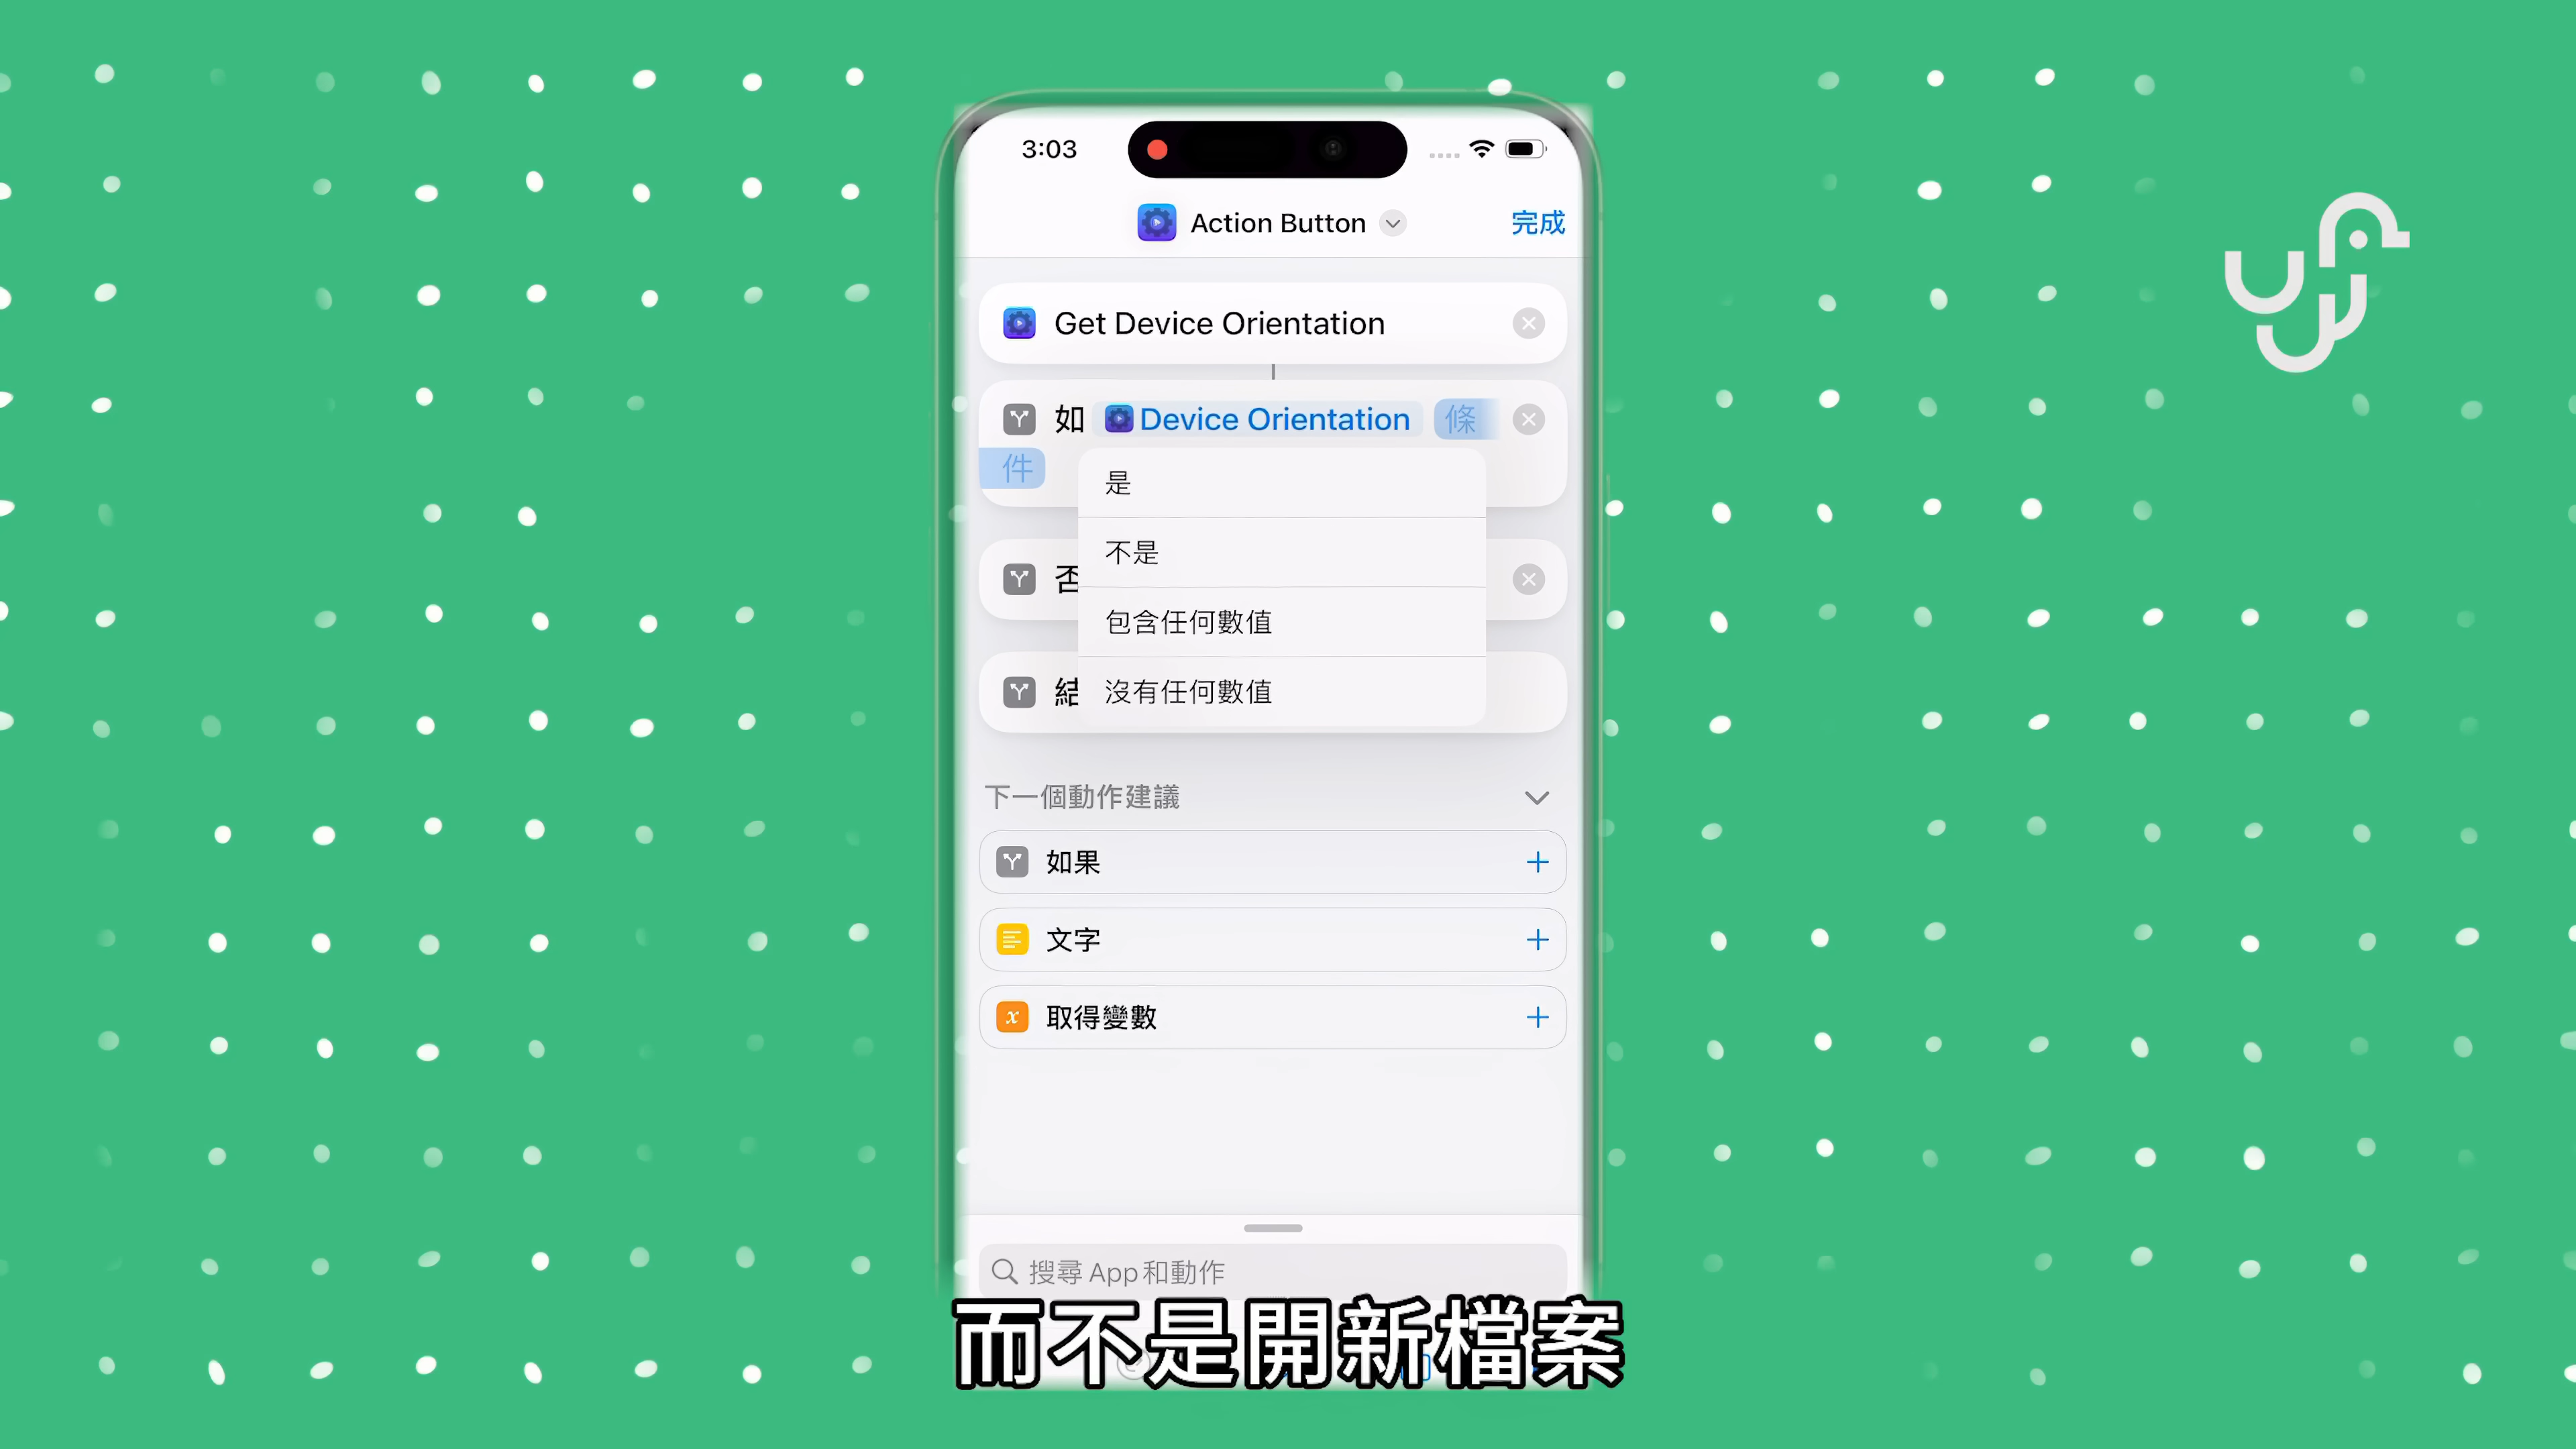 3:03
Action Button
完成
Get Device Orientation
如 Device Orientation 條
件
是
不是
否
包含任何數值
結
沒有任何數值
下一個動作建議
如果
文字
取得變數
搜尋 App 和動作
而不是開新檔案